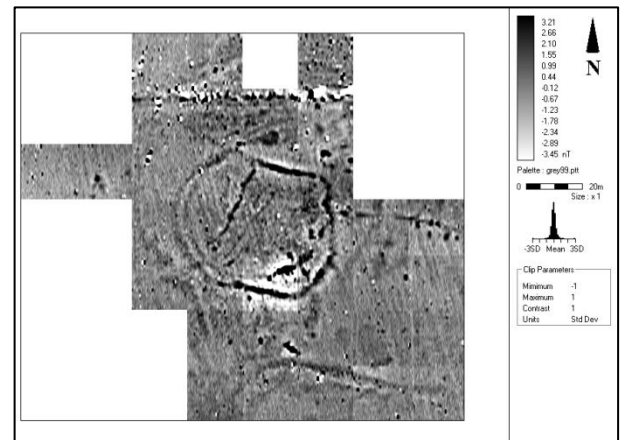 3.21
2.66
2.10
1.55
0.99
0.44
-0.12
-0.67
-1.23
-1.78
-2.34
-2.89
-3.45 nT
N
Palette : grey99.ptt
0 20m
Size : x 1
-3SD Mean 3SD
Clip Parameters
Minimum -1
Maximum 1
Contrast 1
Units Std Dev